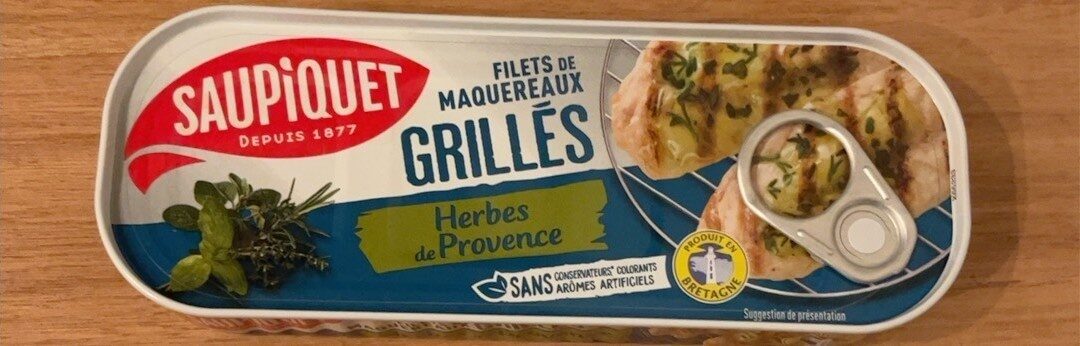 SAUPiQUET
DEPUIS 1877
FILETS DE
MAQUEREAUX
GRILLÉS
Herbes
de Provence
SANS CONSERVATEURS* COLORANTS
ARÔMES ARTIFICIELS
PRODUIT EN
BRETAGNE
Suggestion de présentation